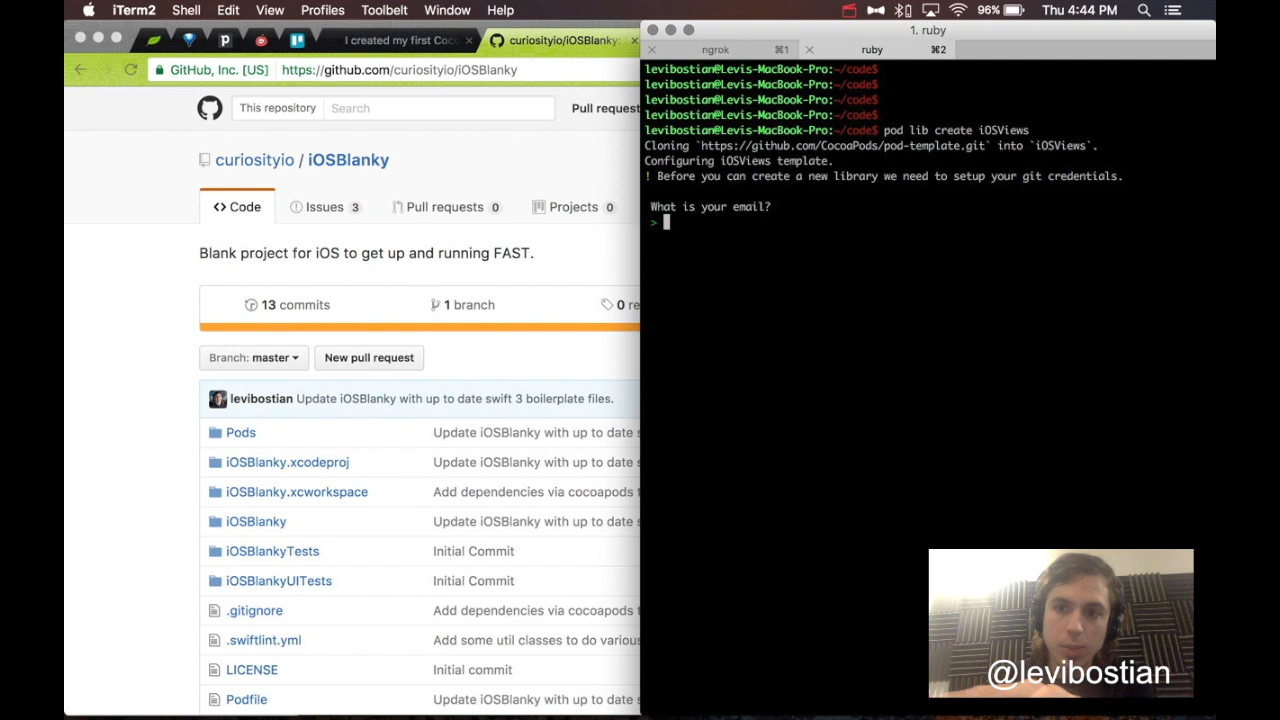 iTerm2 Shell Edit View Profiles Toolbelt Window Help 96% Thu 4:44 PM
I created my first Coc
curiosityio/iOSBlanky:
GitHub, Inc. [US] https://github.com/curiosityio/iOSBlanky
This repository Search Pull request
curiosityio / iOSBlanky
Code Issues 3 Pull requests 0 Projects 0
Blank project for iOS to get up and running FAST.
13 commits 1 branch 0 re
Branch: master New pull request
levibostian Update iOSBlanky with up to date swift 3 boilerplate files.
Pods Update iOSBlanky with up to date s
iOSBlanky.xcodeproj Update iOSBlanky with up to date s
iOSBlanky.xcworkspace Add dependencies via cocoapods t
iOSBlanky Update iOSBlanky with up to date s
iOSBlankyTests Initial Commit
iOSBlankyUITests Initial Commit
.gitignore Add dependencies via cocoapods t
.swiftlint.yml Add some util classes to do various
LICENSE Initial commit
Podfile Update iOSBlanky with up to date s
1. ruby
ngrok ⌘1 ruby ⌘2
levibostian@Levis-MacBook-Pro:~/code$
levibostian@Levis-MacBook-Pro:~/code$
levibostian@Levis-MacBook-Pro:~/code$
levibostian@Levis-MacBook-Pro:~/code$
levibostian@Levis-MacBook-Pro:~/code$ pod lib create iOSViews
Cloning `https://github.com/CocoaPods/pod-template.git` into `iOSViews`.
Configuring iOSViews template.
! Before you can create a new library we need to setup your git credentials.
What is your email?
>
@levibostian